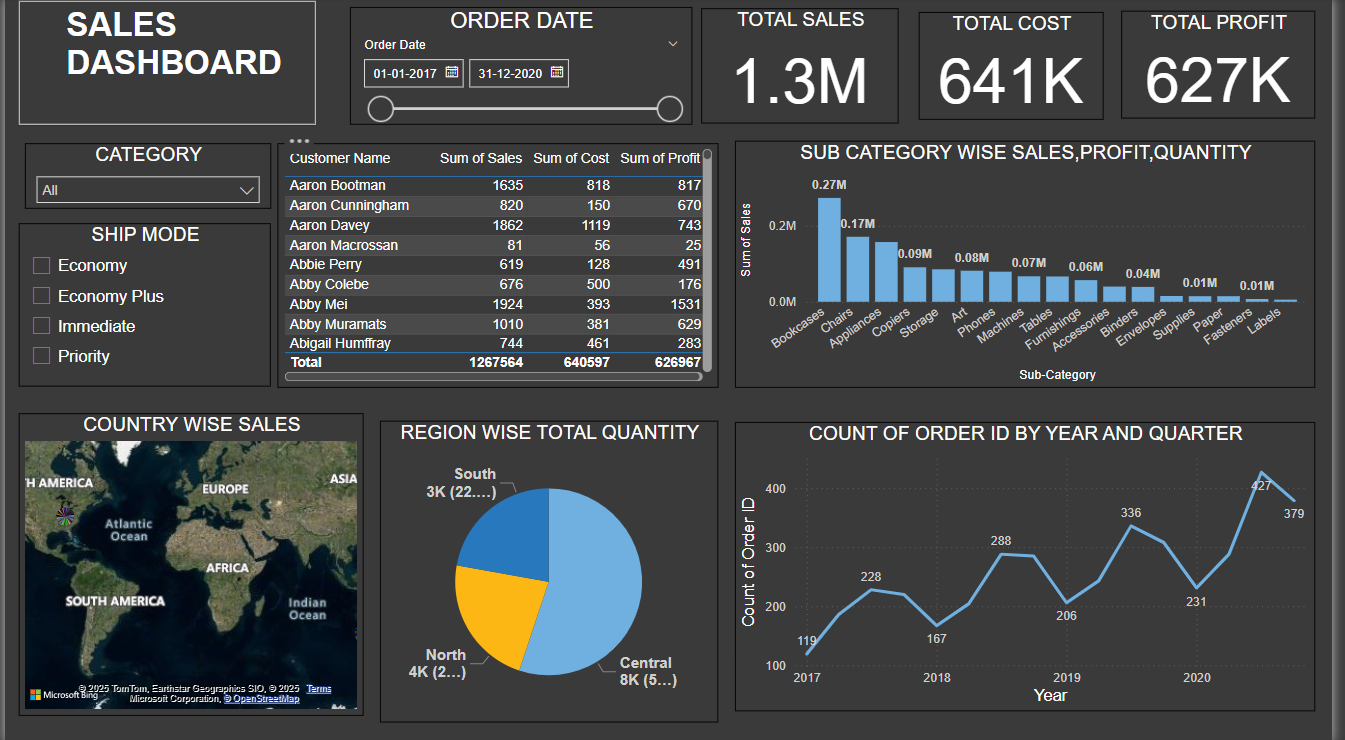 SALES
DASHBOARD
ORDER DATE
Order Date
01-01-2017 31-12-2020
TOTAL SALES
1.3M
TOTAL COST
641K
TOTAL PROFIT
627K
CATEGORY
All
SHIP MODE
Economy
Economy Plus
Immediate
Priority
Customer Name Sum of Sales Sum of Cost Sum of Profit
Aaron Bootman 1635 818 817
Aaron Cunningham 820 150 670
Aaron Davey 1862 1119 743
Aaron Macrossan 81 56 25
Abbie Perry 619 128 491
Abby Colebe 676 500 176
Abby Mei 1924 393 1531
Abby Muramats 1010 381 629
Abigail Humffray 744 461 283
Total 1267564 640597 626967
SUB CATEGORY WISE SALES,PROFIT,QUANTITY
Sum of Sales
0.2M
0.0M
0.27M
0.17M
0.09M
0.08M
0.07M
0.06M
0.04M
0.01M
0.01M
Bookcases
Chairs
Appliances
Copiers
Storage
Art
Phones
Machines
Tables
Furnishings
Accessories
Binders
Envelopes
Supplies
Paper
Fasteners
Labels
Sub-Category
COUNTRY WISE SALES
TH AMERICA
EUROPE
ASIA
Atlantic
Ocean
AFRICA
SOUTH AMERICA
Indian
Ocean
Microsoft Bing
© 2025 TomTom, Earthstar Geographics SIO, © 2025 Terms
Microsoft Corporation, © OpenStreetMap
REGION WISE TOTAL QUANTITY
South
3K (22....)
North
4K (2...)
Central
8K (5...)
COUNT OF ORDER ID BY YEAR AND QUARTER
Count of Order ID
400
300
200
100
119
228
167
288
206
336
231
427
379
2017 2018 2019 2020
Year